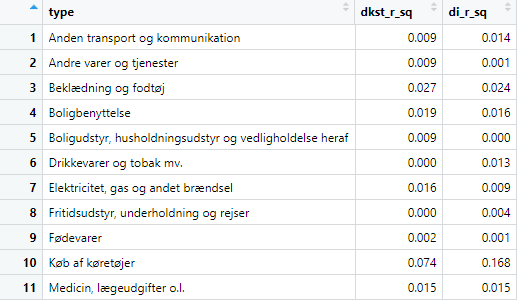 type dkst_r_sq di_r_sq
1 Anden transport og kommunikation 0.009 0.014
2 Andre varer og tjenester 0.009 0.001
3 Beklædning og fodtøj 0.027 0.024
4 Boligbenyttelse 0.019 0.016
5 Boligudstyr, husholdningsudstyr og vedligholdelse heraf 0.009 0.000
6 Drikkevarer og tobak mv. 0.000 0.013
7 Elektricitet, gas og andet brændsel 0.016 0.009
8 Fritidsudstyr, underholdning og rejser 0.000 0.004
9 Fødevarer 0.002 0.001
10 Køb af køretøjer 0.074 0.168
11 Medicin, lægeudgifter o.l. 0.015 0.015